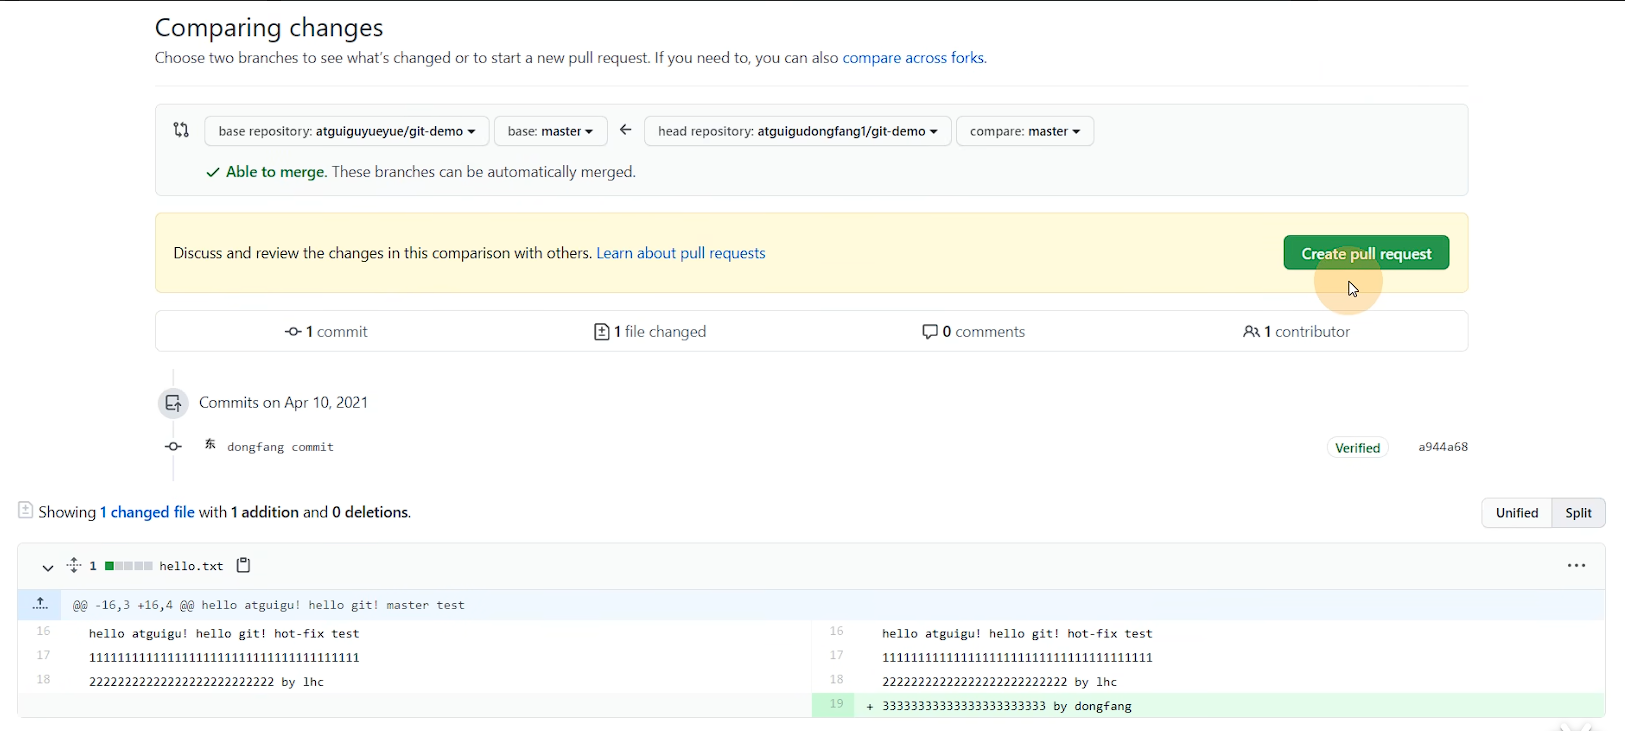 Comparing changes
Choose two branches to see what's changed or to start a new pull request. If you need to, you can also compare across forks.
base repository: atguiguyueyue/git-demo base: master head repository: atguigudongfang1/git-demo compare: master
Able to merge. These branches can be automatically merged.
Discuss and review the changes in this comparison with others. Learn about pull requests Create pull request
1 commit 1 file changed 0 comments 1 contributor
Commits on Apr 10, 2021
东 dongfang commit Verified a944a68
Showing 1 changed file with 1 addition and 0 deletions. Unified Split
1 hello.txt
@@ -16,3 +16,4 @@ hello atguigu! hello git! master test
16 hello atguigu! hello git! hot-fix test 16 hello atguigu! hello git! hot-fix test
17 11111111111111111111111111111111111111 17 11111111111111111111111111111111111111
18 22222222222222222222222222 by lhc 18 22222222222222222222222222 by lhc
19 + 33333333333333333333333 by dongfang